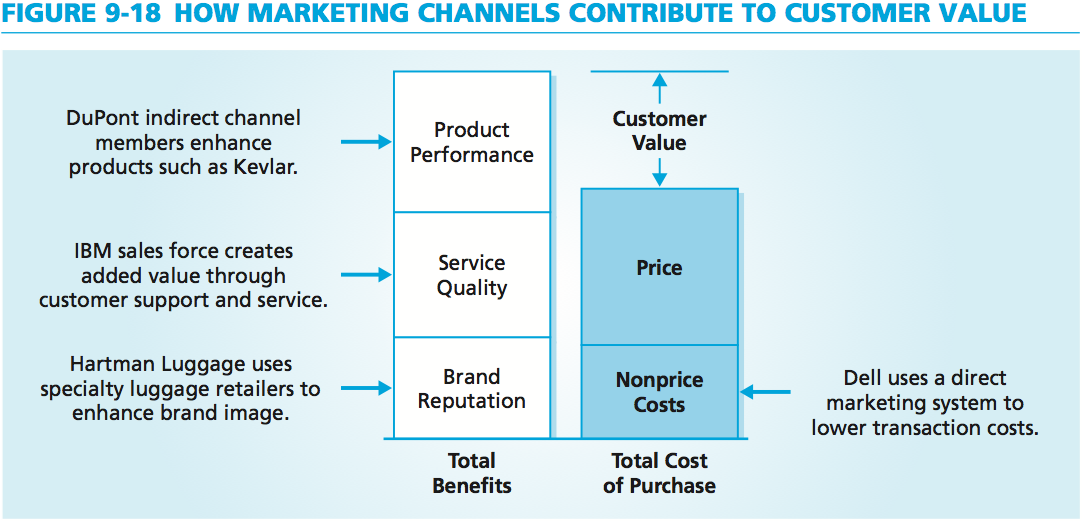 FIGURE 9-18 HOW MARKETING CHANNELS CONTRIBUTE TO CUSTOMER VALUE
DuPont indirect channel
members enhance
products such as Kevlar.
Product
Performance
Customer
Value
IBM sales force creates
added value through
customer support and service.
Service
Quality
Price
Hartman Luggage uses
specialty luggage retailers to
enhance brand image.
Brand
Reputation
Nonprice
Costs
Dell uses a direct
marketing system to
lower transaction costs.
Total
Benefits
Total Cost
of Purchase